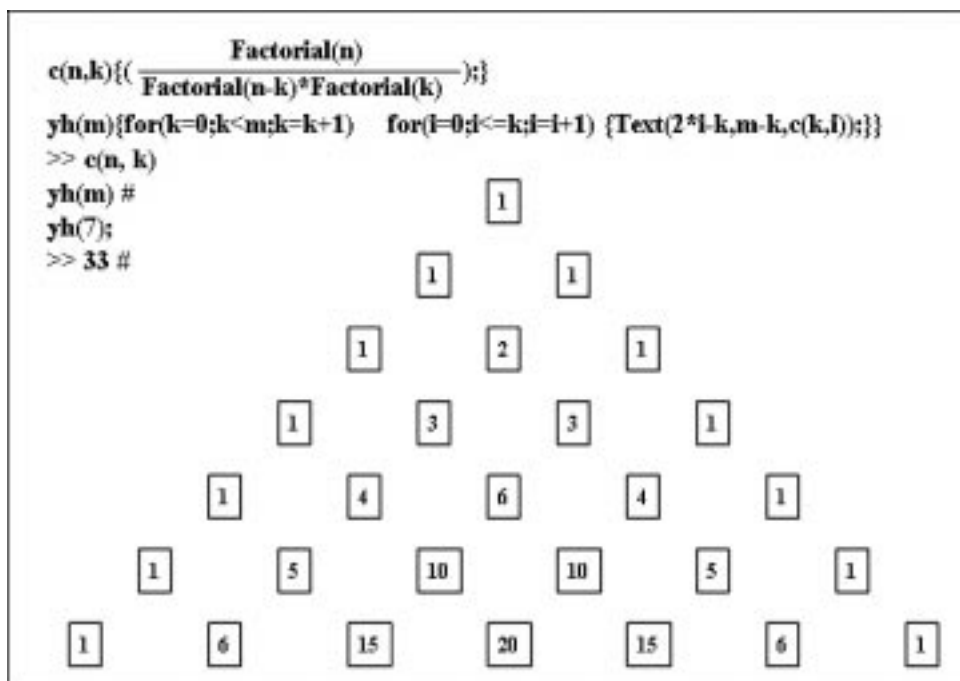 c(n,k){( Factorial(n) / Factorial(n-k)*Factorial(k) );}
yh(m){for(k=0;k<m;k=k+1) for(i=0;i<=k;i=i+1) {Text(2*i-k,m-k,c(k,i));}}
>> c(n, k)
yh(m) #
yh(7);
>> 33 #
1
1 1
1 2 1
1 3 3 1
1 4 6 4 1
1 5 10 10 5 1
1 6 15 20 15 6 1